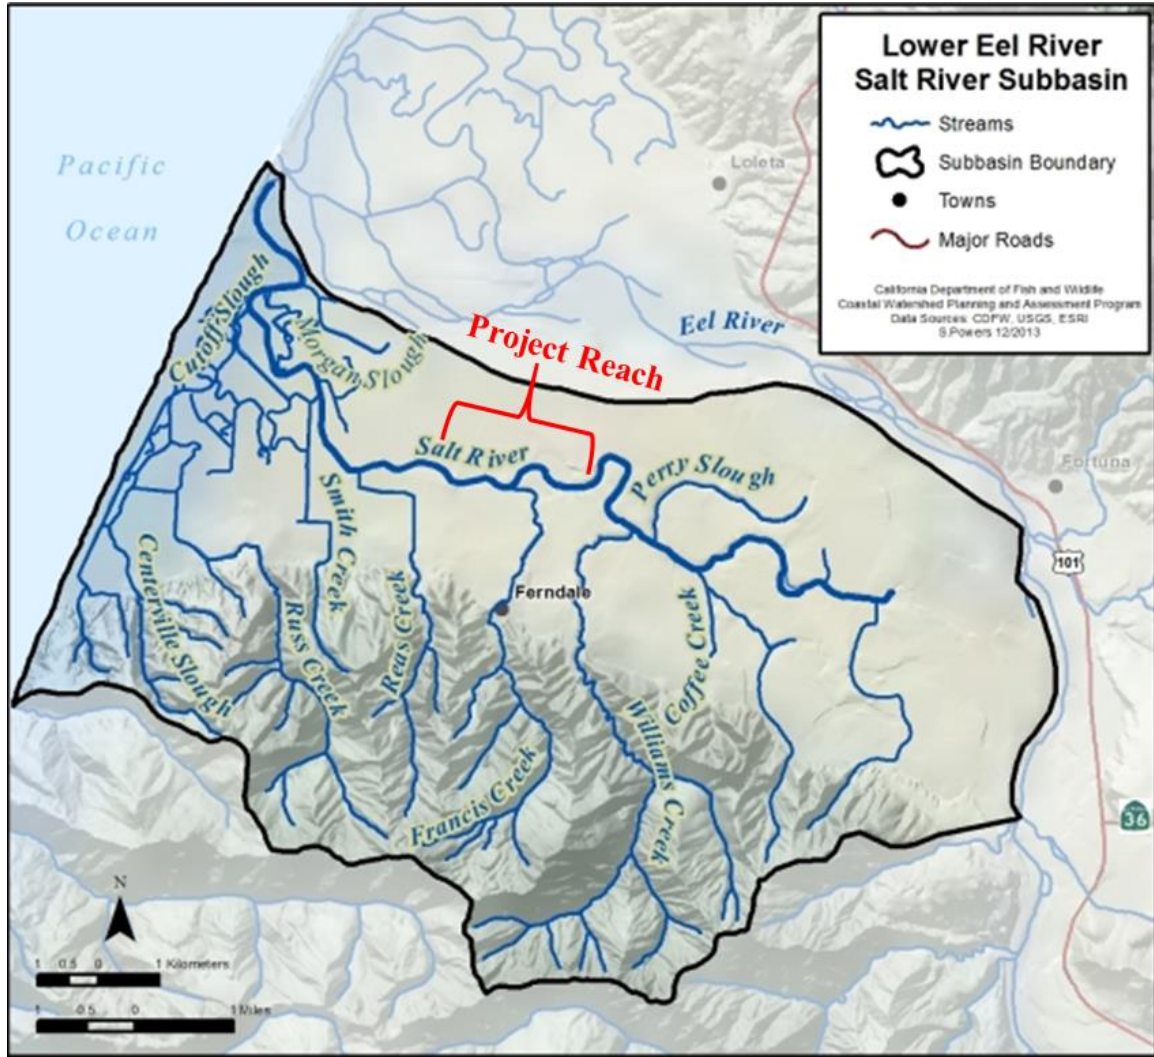 Lower Eel River
Salt River Subbasin
Streams
Subbasin Boundary
Towns
Major Roads
California Department of Fish and Wildlife
Coastal Watershed Planning and Assessment Program
Data Sources: CDFW, USGS, ESRI
S.Powers 12/2013
Pacific
Ocean
Loleta
Eel River
Cutoff Slough
Morgan Slough
Project Reach
Salt River
Perry Slough
Fortuna
101
Smith Creek
Centerville Slough
Russ Creek
Reas Creek
Ferndale
Coffee Creek
Williams Creek
Francis Creek
36
N
1 0.5 0 1 Kilometers
1 0.5 0 1 Miles